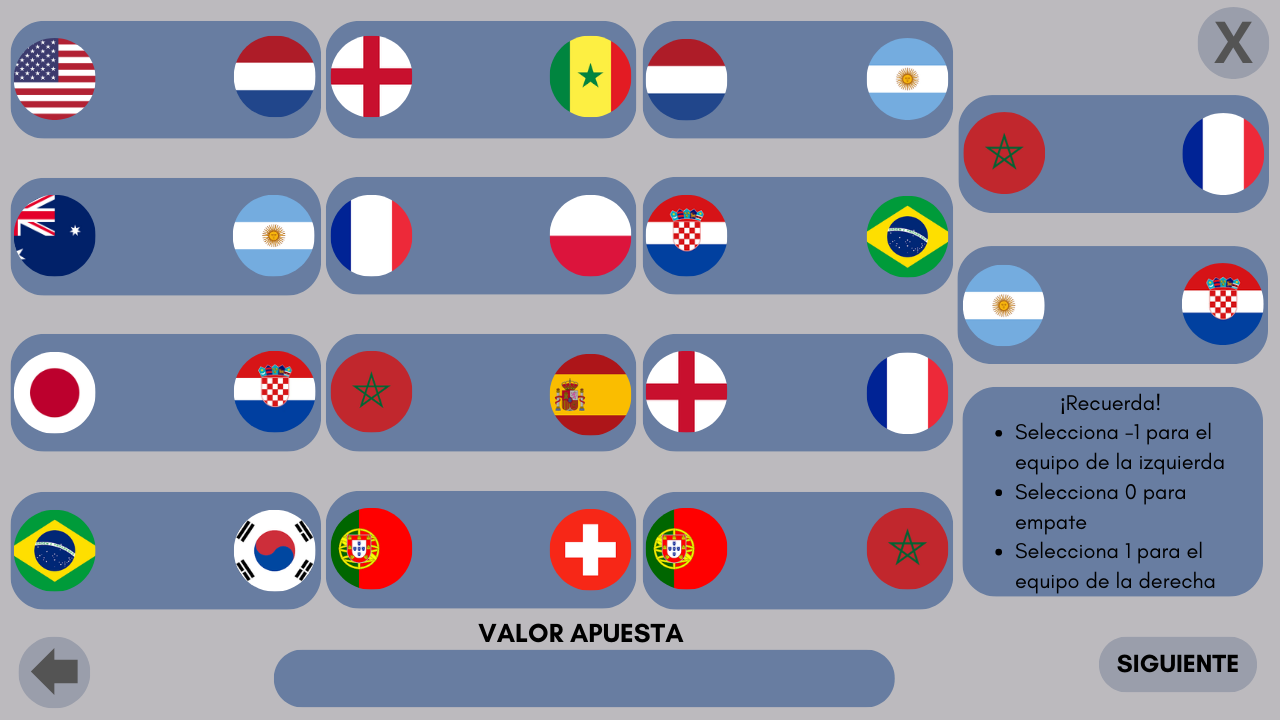 X
¡Recuerda!
Selecciona -1 para el
equipo de la izquierda
Selecciona 0 para
empate
Selecciona 1 para el
equipo de la derecha
VALOR APUESTA
SIGUIENTE